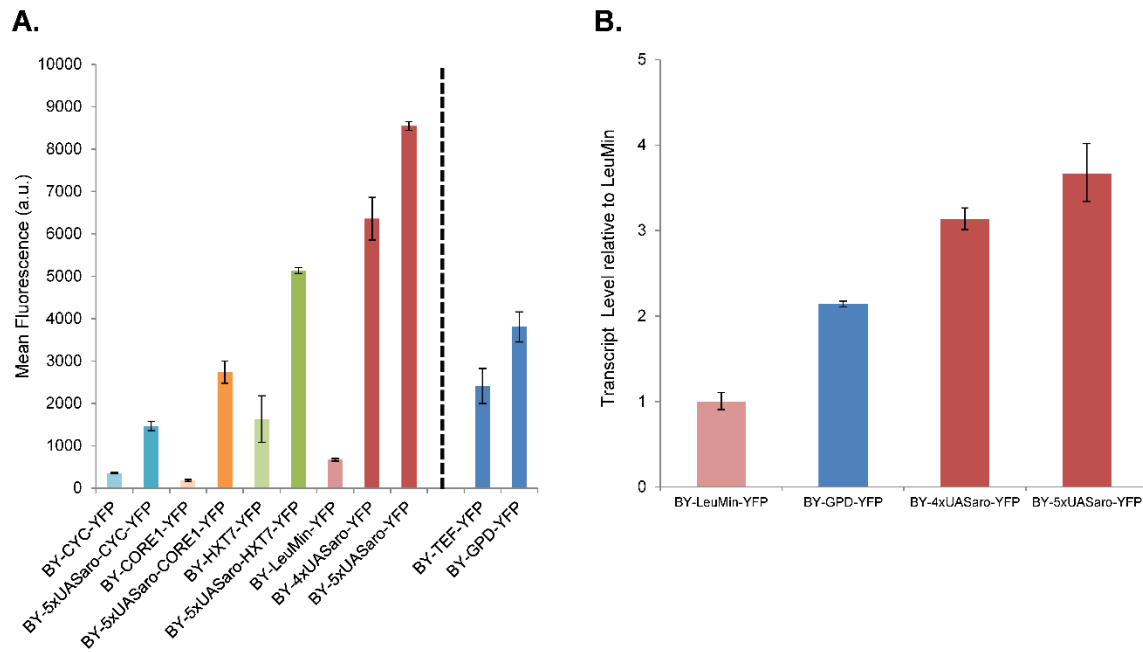 A.
Mean Fluorescence (a.u.)
10000
9000
8000
7000
6000
5000
4000
3000
2000
1000
0
BY-CYC-YFP
BY-5xUASaro-CYC-YFP
BY-CORE1-YFP
BY-5xUASaro-CORE1-YFP
BY-HXT7-YFP
BY-5xUASaro-HXT7-YFP
BY-LeuMin-YFP
BY-4xUASaro-YFP
BY-5xUASaro-YFP
BY-TEF-YFP
BY-GPD-YFP
B.
Transcript Level relative to LeuMin
5
4
3
2
1
0
BY-LeuMin-YFP
BY-GPD-YFP
BY-4xUASaro-YFP
BY-5xUASaro-YFP